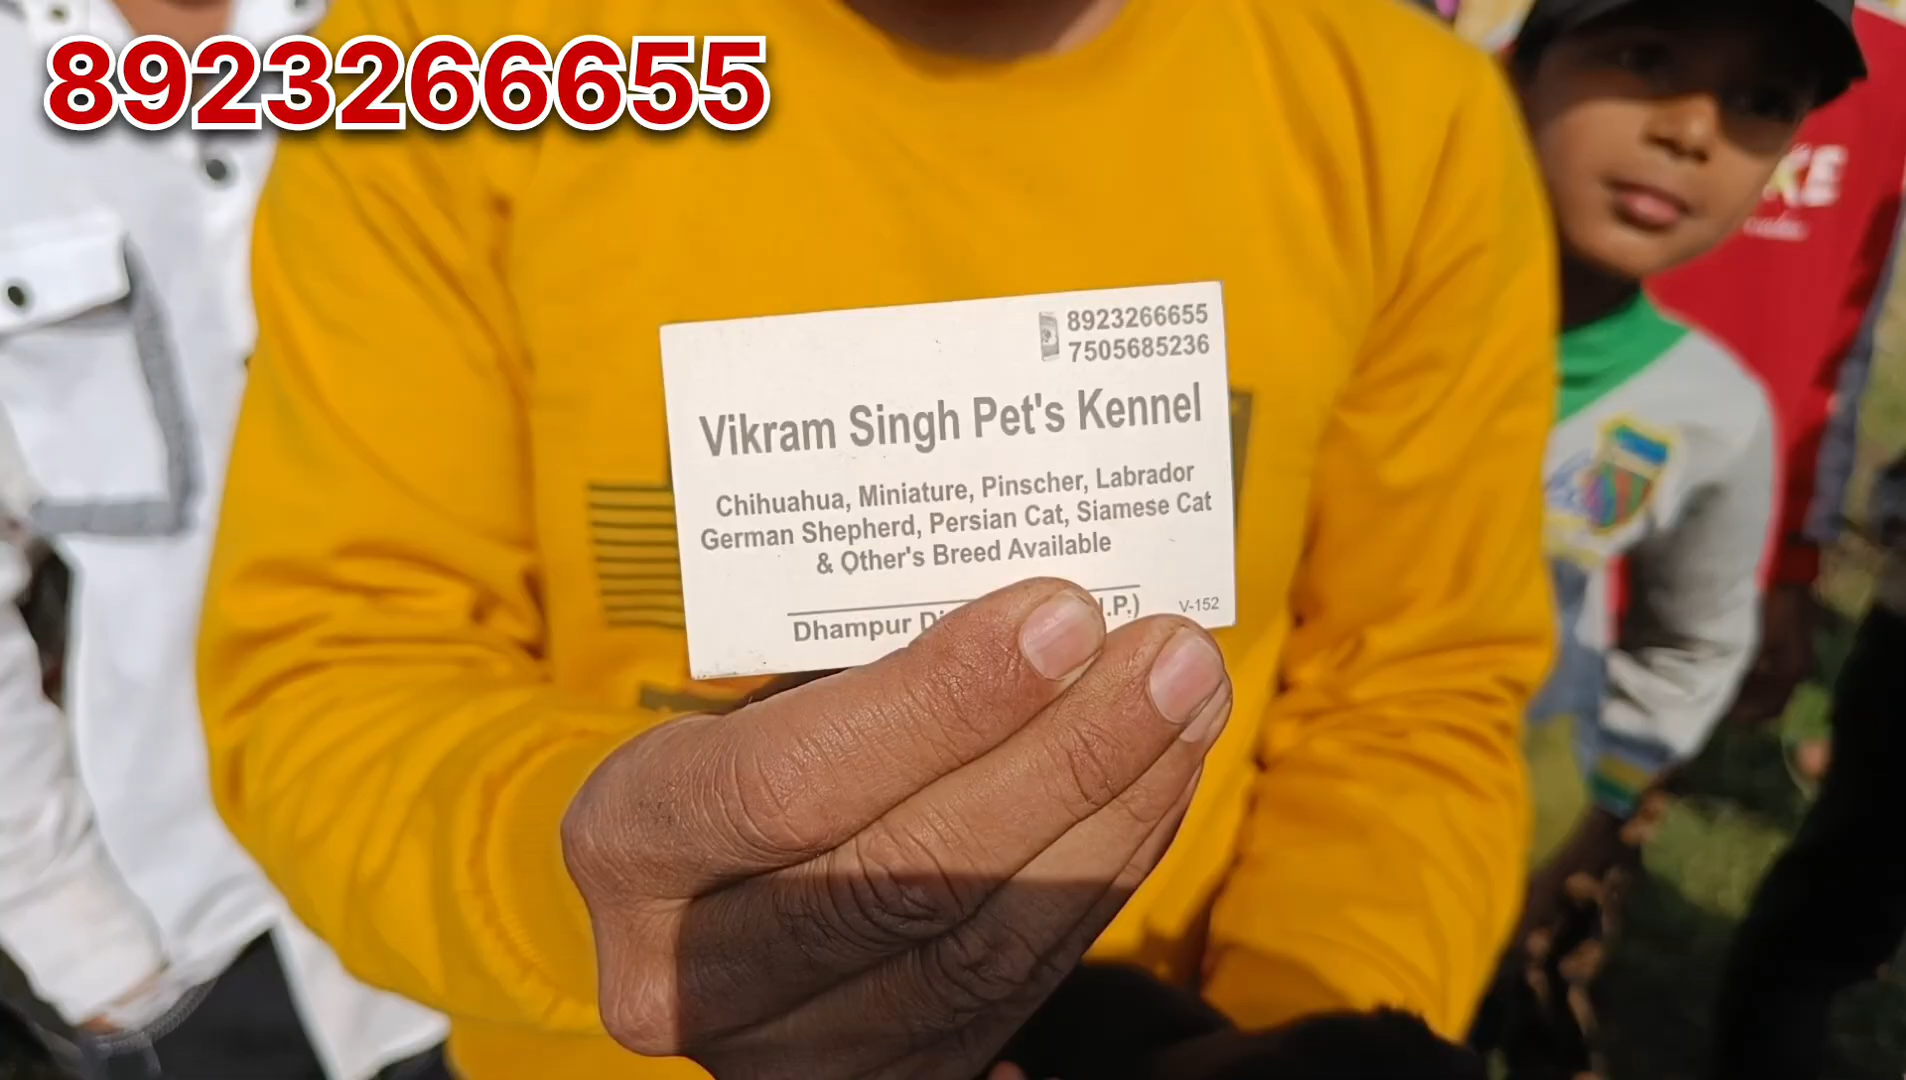 8923266655
8923266655
7505685236
Vikram Singh Pet's Kennel
Chihuahua, Miniature, Pinscher, Labrador
German Shepherd, Persian Cat, Siamese Cat
& Other's Breed Available
Dhampur
V-152